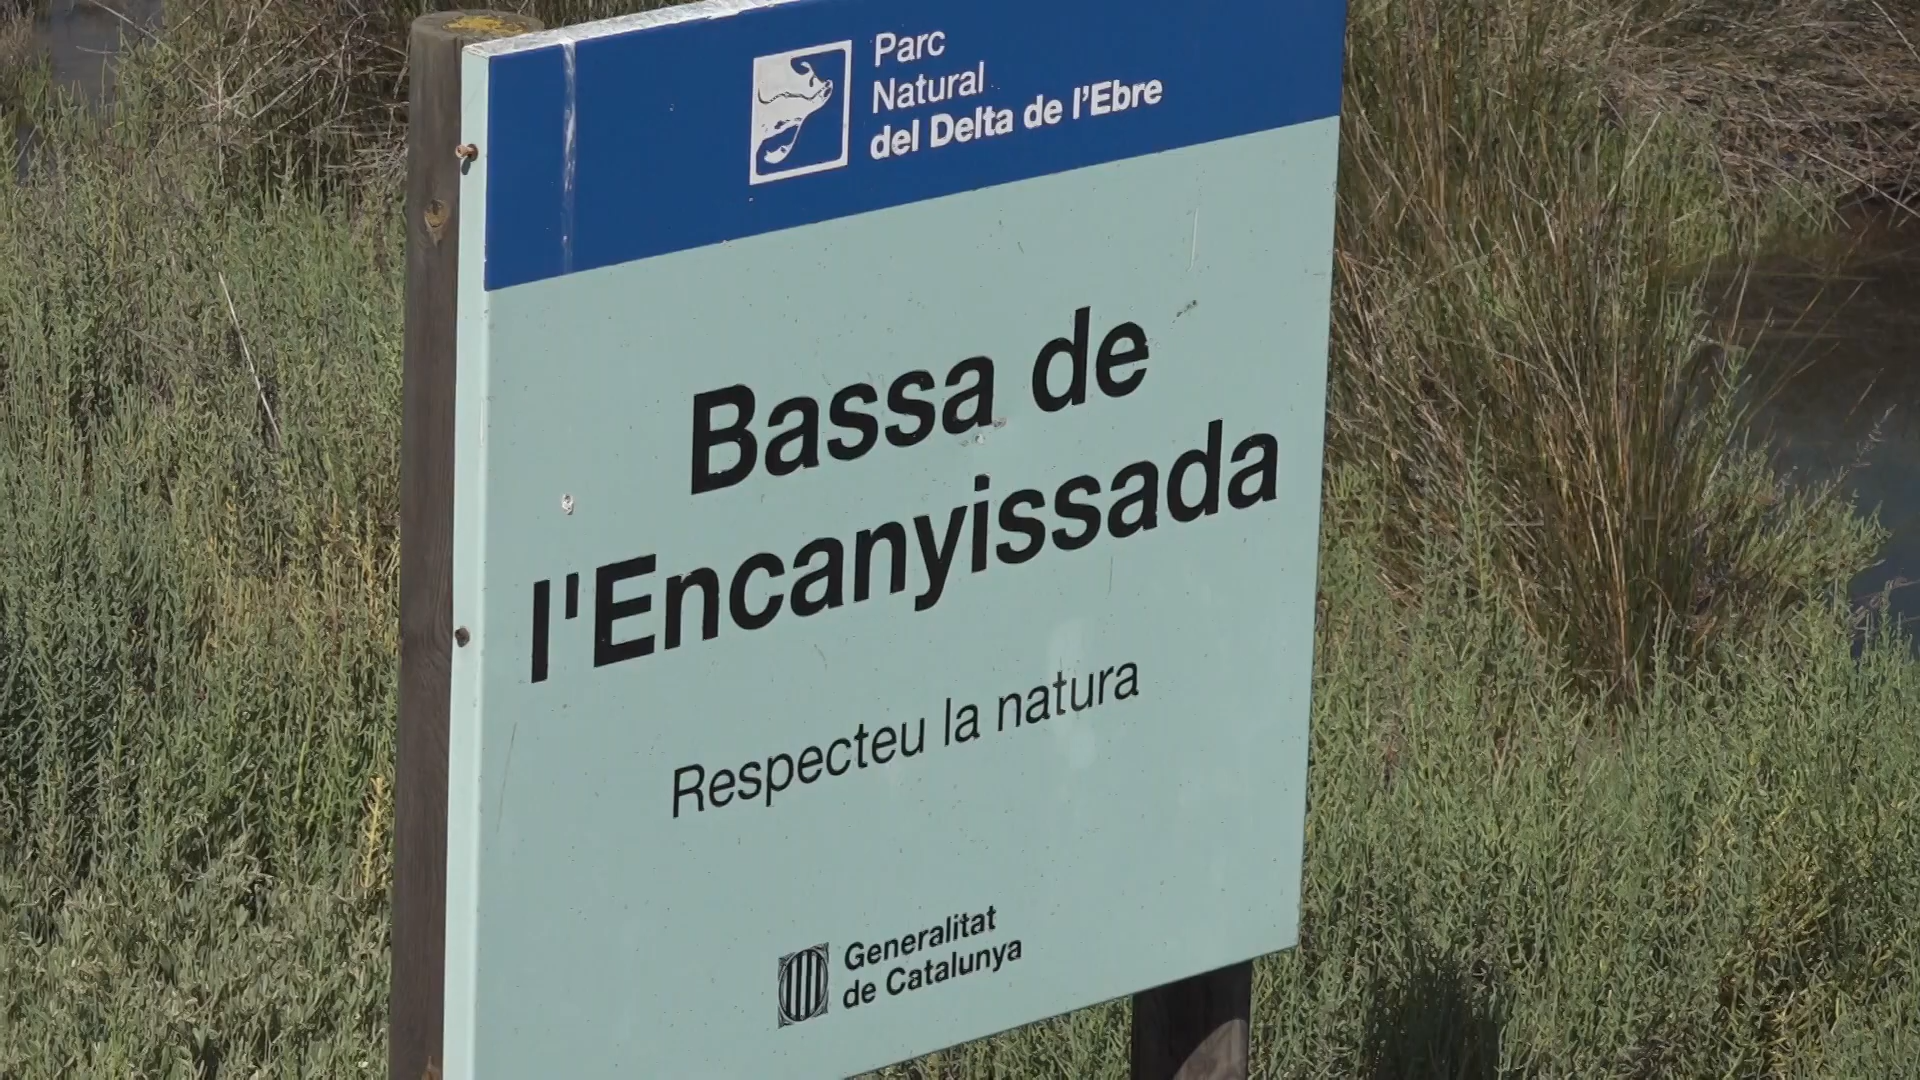 Parc
Natural
del Delta de l'Ebre
Bassa de
l'Encanyissada
Respecteu la natura
Generalitat
de Catalunya